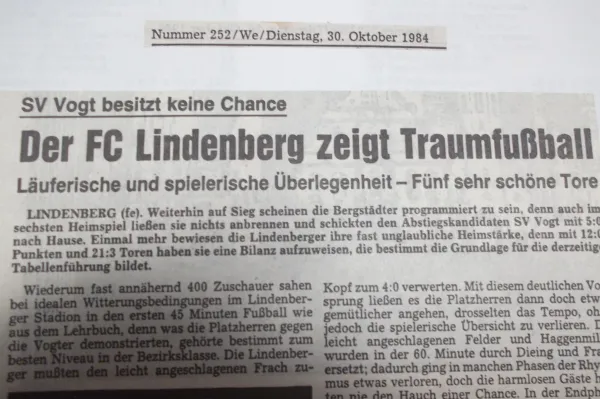 Nummer 252/We/Dienstag, 30. Oktober 1984
SV Vogt besitzt keine Chance
Der FC Lindenberg zeigt Traumfußball
Läuferische und spielerische Überlegenheit – Fünf sehr schöne Tore
LINDENBERG (fe). Weiterhin auf Sieg scheinen die Bergstädter programmiert zu sein, denn auch im
sechsten Heimspiel ließen sie nichts anbrennen und schickten den Abstiegskandidaten SV Vogt mit 5:0
nach Hause. Einmal mehr bewiesen die Lindenberger ihre fast unglaubliche Heimstärke, denn mit 12:0
Punkten und 21:3 Toren haben sie eine Bilanz aufzuweisen, die bestimmt die Grundlage für die derzeitige
Tabellenführung bildet.
Wiederum fast annähernd 400 Zuschauer sahen
bei idealen Witterungsbedingungen im Lindenber-
ger Stadion in den ersten 45 Minuten Fußball wie
aus dem Lehrbuch, denn was die Platzherren gegen
die Vogter demonstrierten, gehörte bestimmt zum
besten Niveau in der Bezirksklasse. Die Lindenber-
ger mußten den leicht angeschlagenen Frach zu-
Kopf zum 4:0 verwerten. Mit diesem deutlichen Vo
sprung ließen es die Platzherren dann doch etw
gemütlicher angehen, drosselten das Tempo, oh
jedoch die spielerische Übersicht zu verlieren. D
leicht angeschlagenen Felder und Haggenmil
wurden in der 60. Minute durch Dieing und Fra
ersetzt; dadurch ging in manchen Phasen der Rhy
mus etwas verloren, doch die harmlosen Gäste h
ten nie den Hauch einer Chance. In der Endph